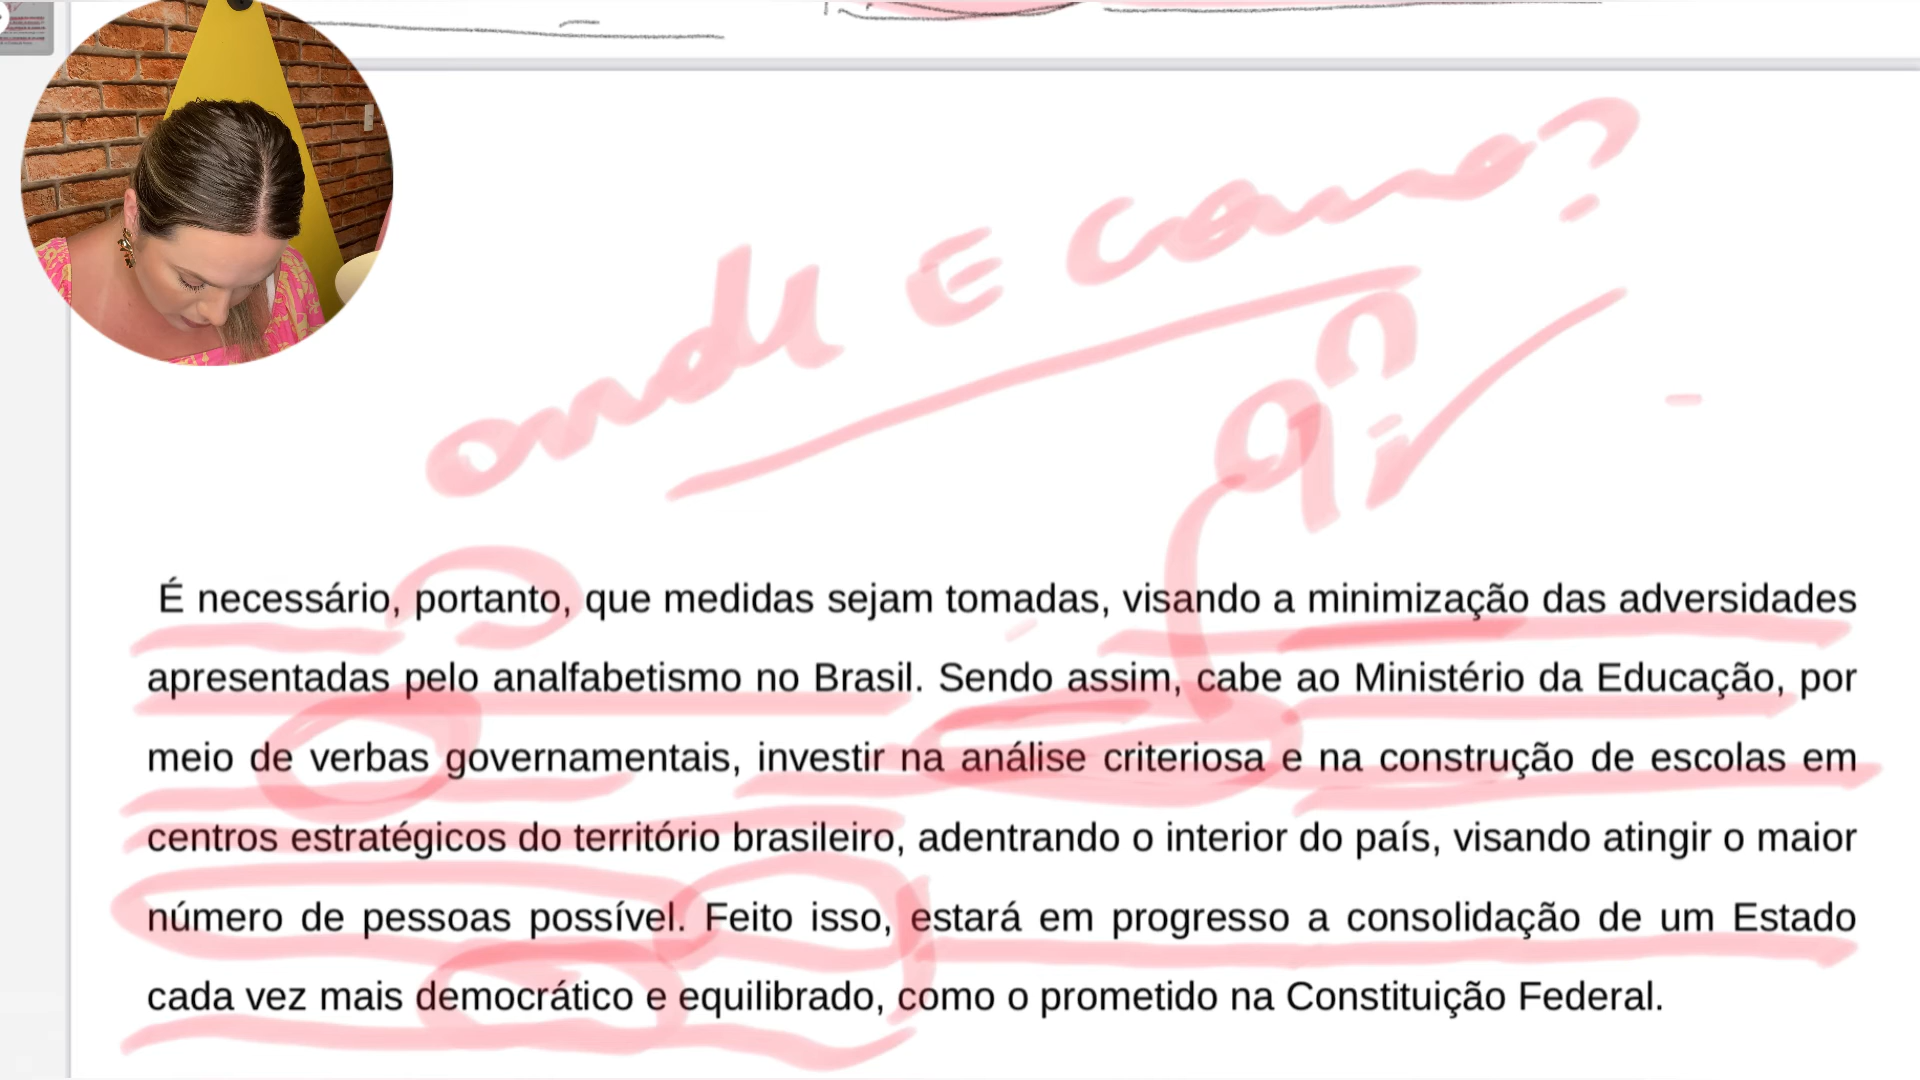 onde E como?
q?
É necessário, portanto, que medidas sejam tomadas, visando a minimização das adversidades
apresentadas pelo analfabetismo no Brasil. Sendo assim, cabe ao Ministério da Educação, por
meio de verbas governamentais, investir na análise criteriosa e na construção de escolas em
centros estratégicos do território brasileiro, adentrando o interior do país, visando atingir o maior
número de pessoas possível. Feito isso, estará em progresso a consolidação de um Estado
cada vez mais democrático e equilibrado, como o prometido na Constituição Federal.